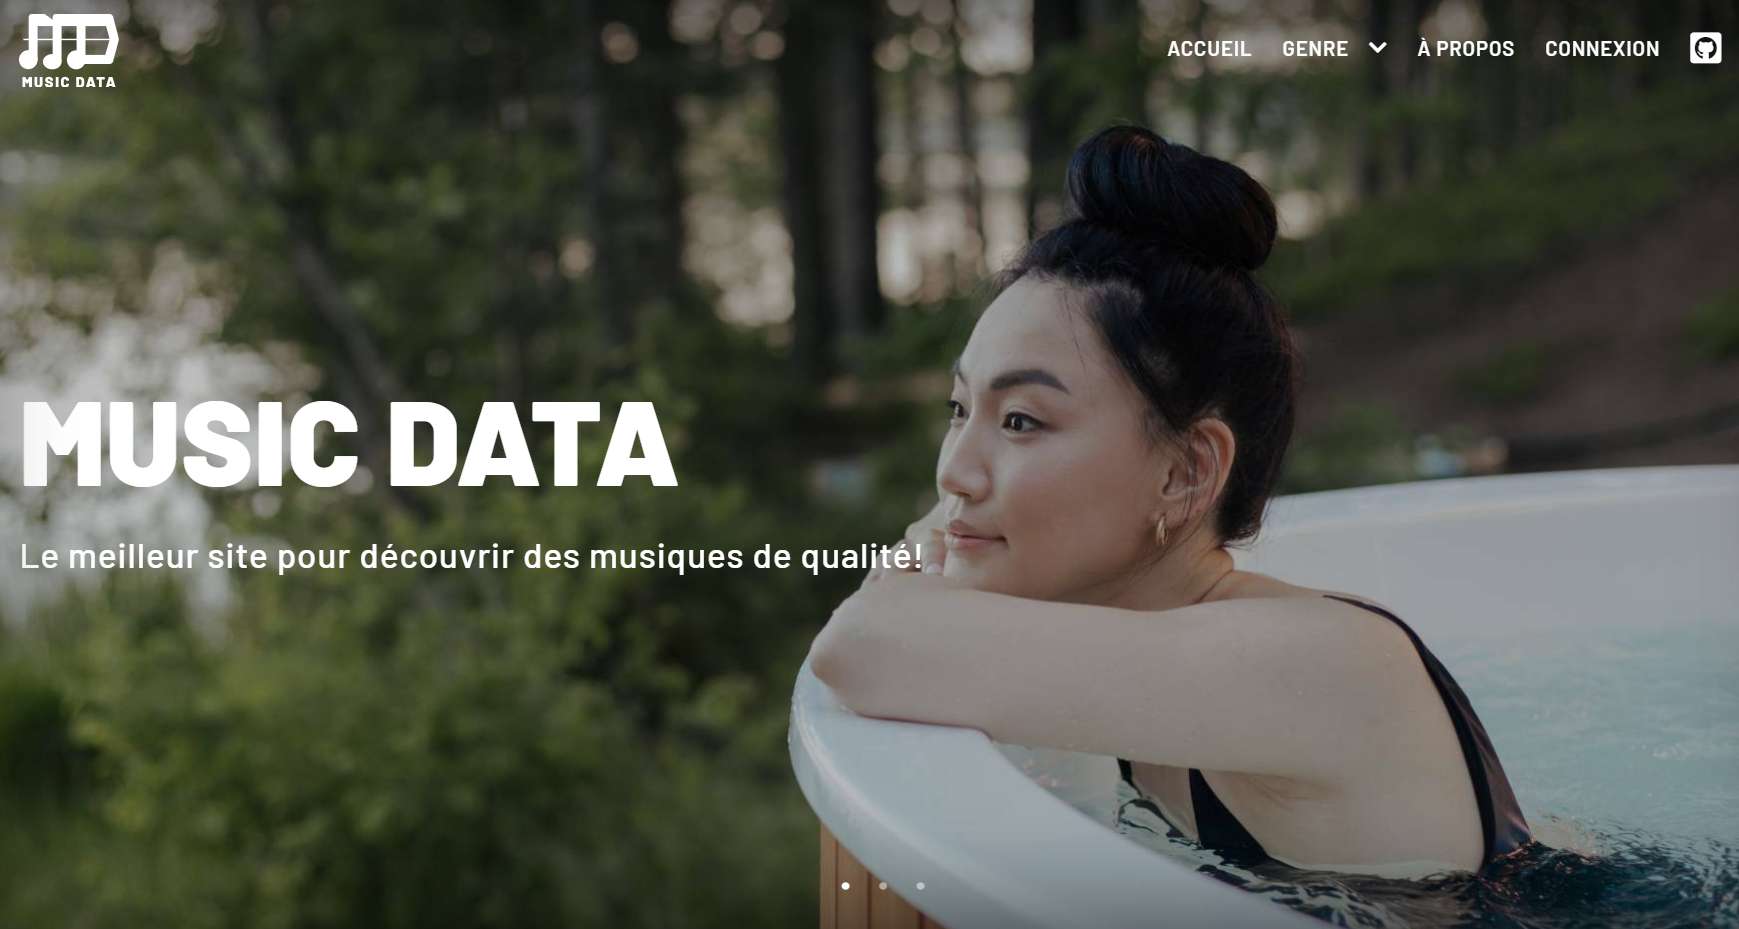 MUSIC DATA
ACCUEIL GENRE À PROPOS CONNEXION
MUSIC DATA
Le meilleur site pour découvrir des musiques de qualité!